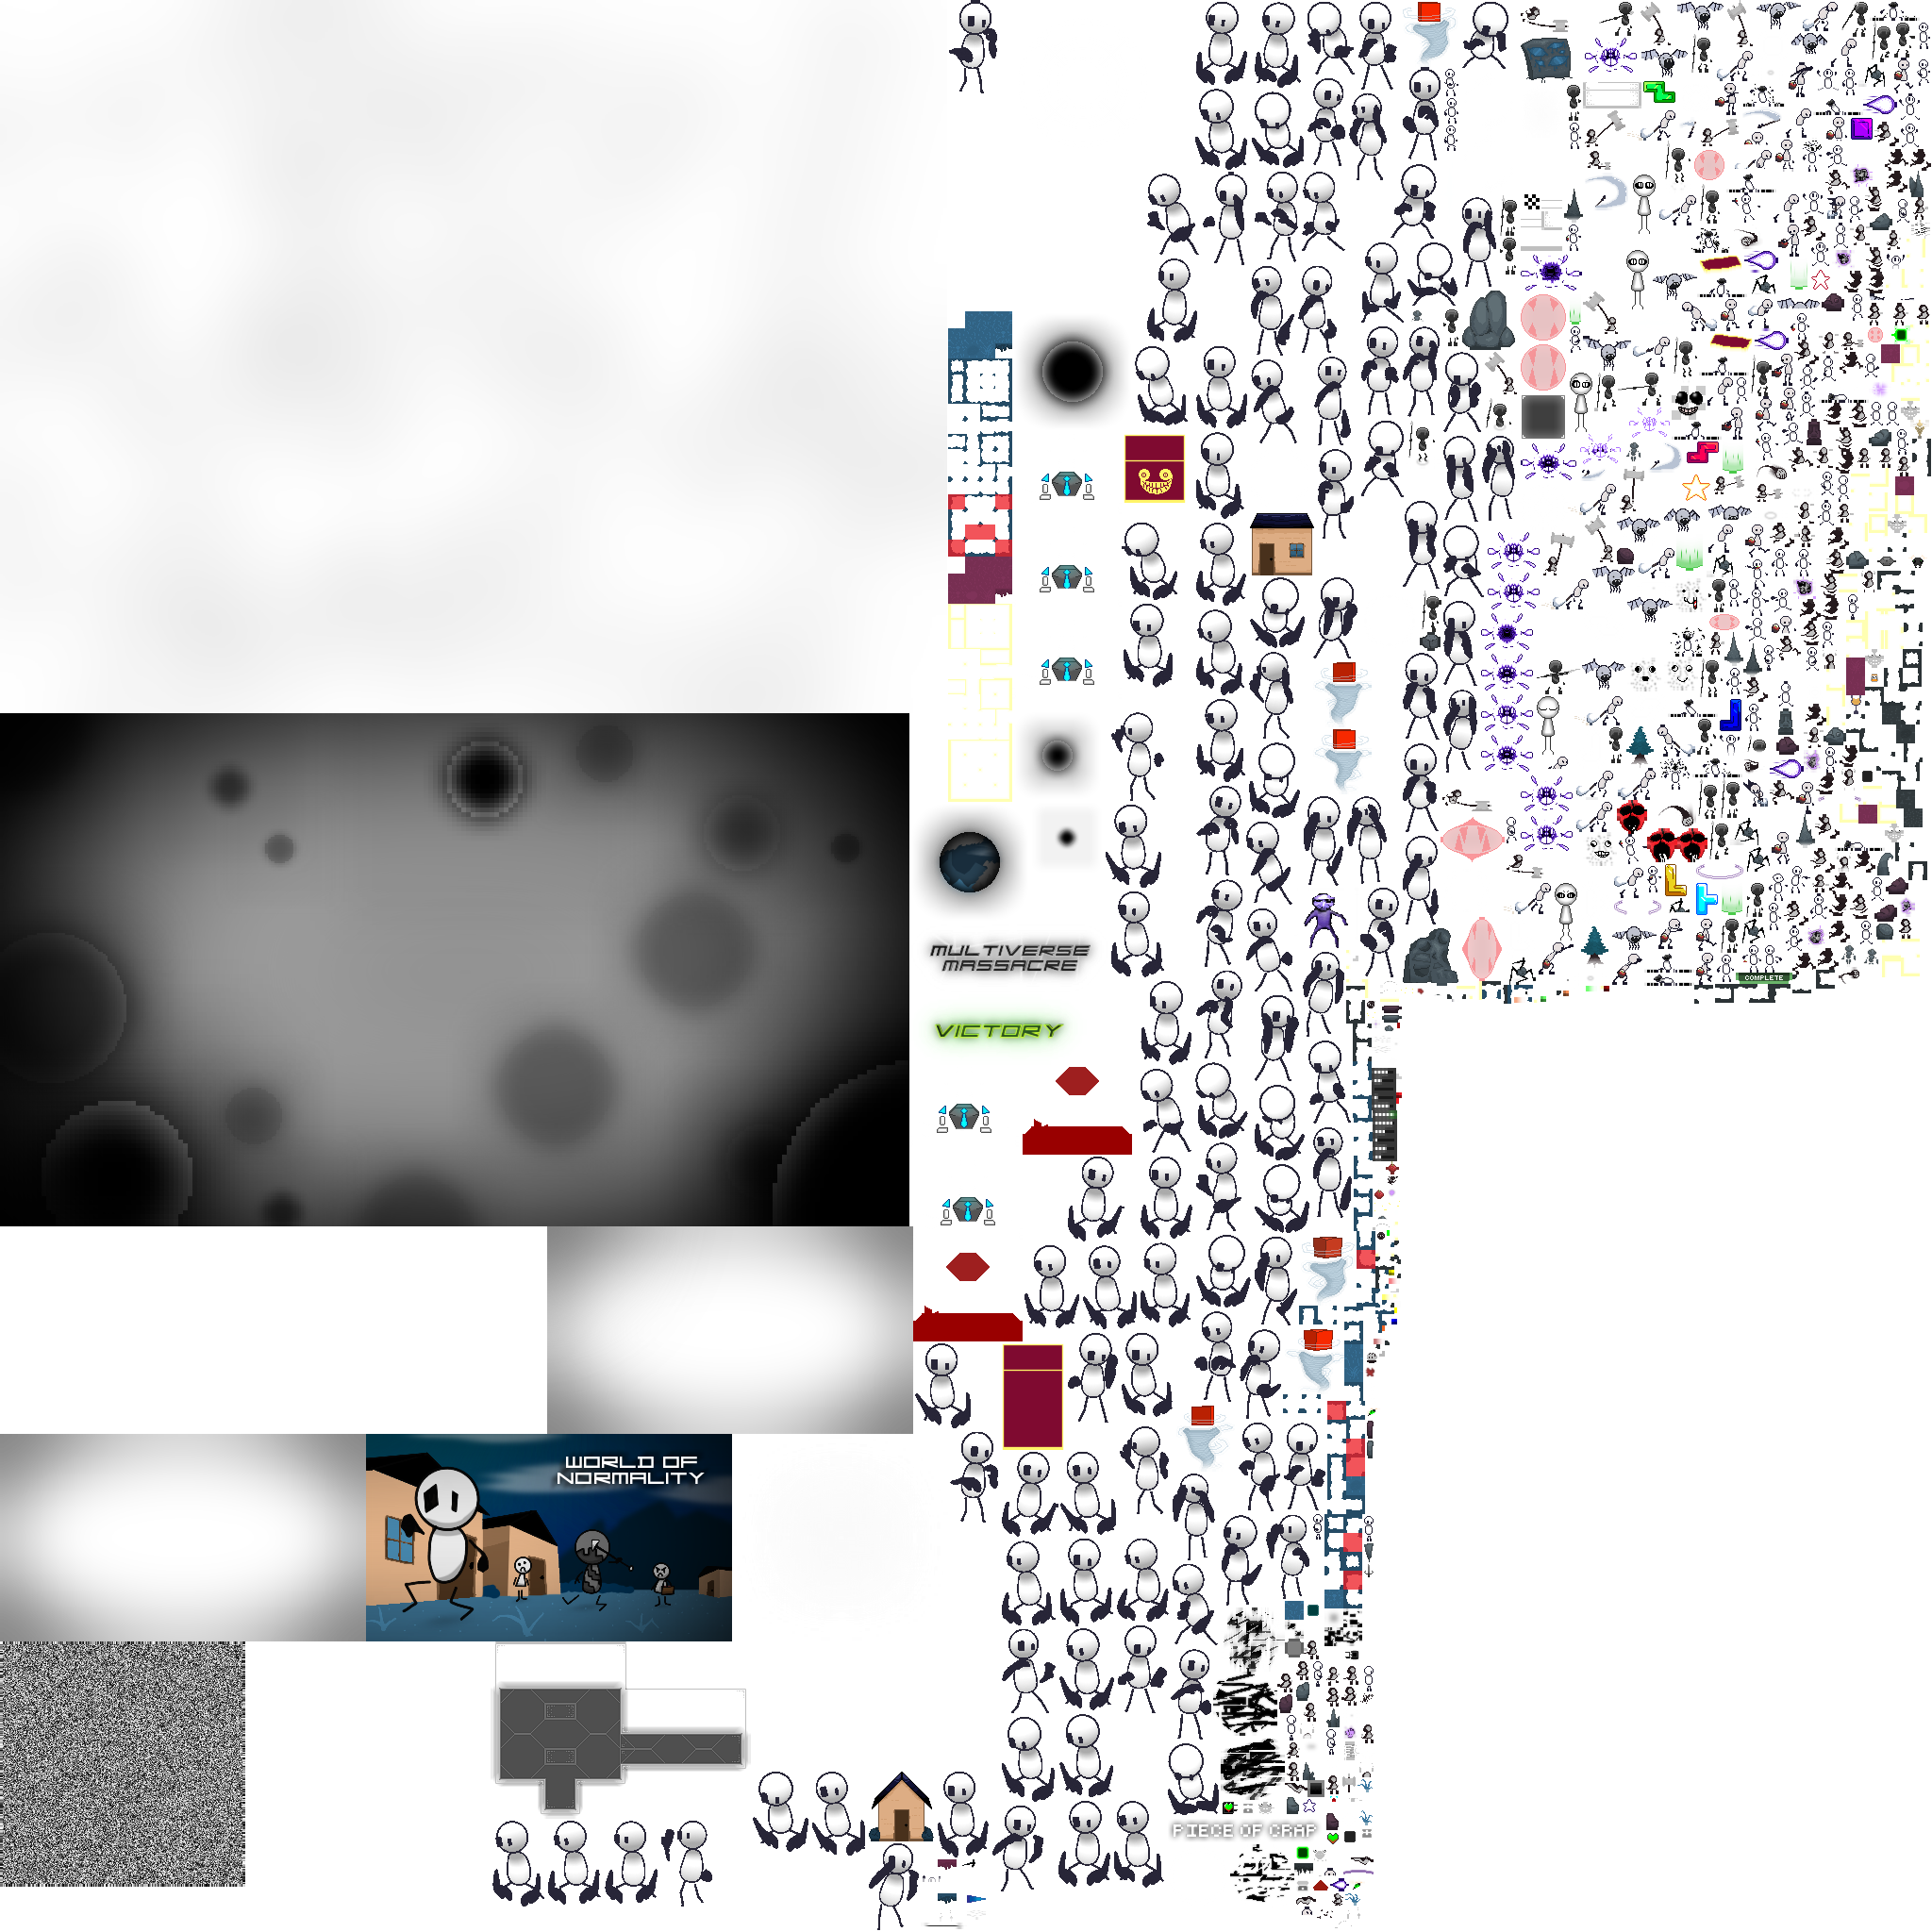 MULTIVERSE
MASSACRE
COMPLETE
VICTORY
WORLD OF
NORMALITY
PIECE OF CRAP